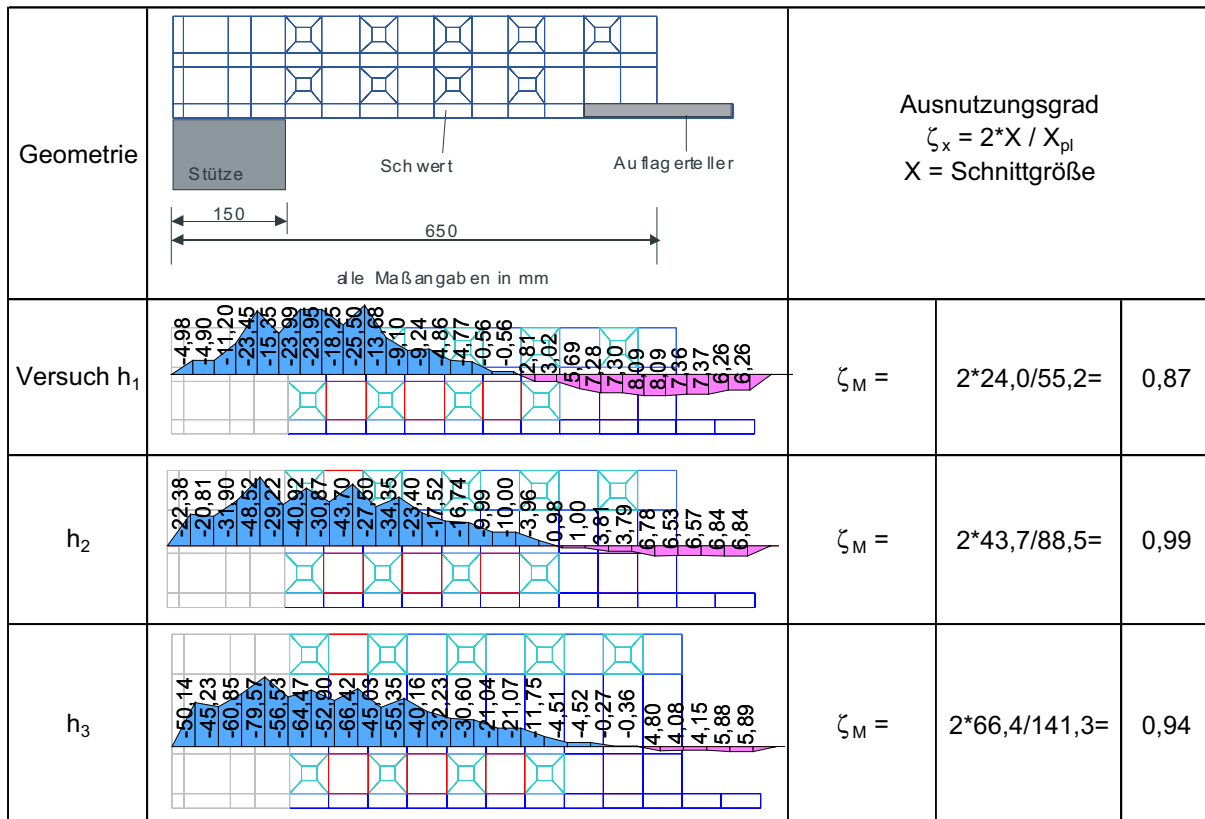 Geometrie
Stütze
Schwert
Auflagerteller
150
650
alle Maßangaben in mm
Ausnutzungsgrad
ζx = 2*X / Xpl
X = Schnittgröße
Versuch h1
-4,98 -4,90 -11,20 -23,45 -15,35 -23,99 -23,95 -18,25 -25,50 -13,68 -9,10 -9,24 -4,86 -4,77 -0,56 -0,56 2,81 3,02 5,69 7,28 7,30 8,09 8,09 7,36 7,37 6,26 6,26
ζM =
2*24,0/55,2=
0,87
h2
-22,38 -20,81 -31,90 -48,52 -29,22 -40,92 -30,87 -43,70 -27,50 -34,35 -23,40 -17,52 -16,74 -9,99 -10,00 -3,96 0,98 1,00 3,81 3,79 6,78 6,53 6,57 6,84 6,84
ζM =
2*43,7/88,5=
0,99
h3
-50,14 -45,23 -60,85 -79,57 -56,53 -64,47 -52,90 -66,42 -45,03 -55,35 -40,16 -32,23 -30,60 -21,04 -21,07 -11,75 -4,51 -4,52 -0,27 -0,36 4,80 4,08 4,15 5,88 5,89
ζM =
2*66,4/141,3=
0,94